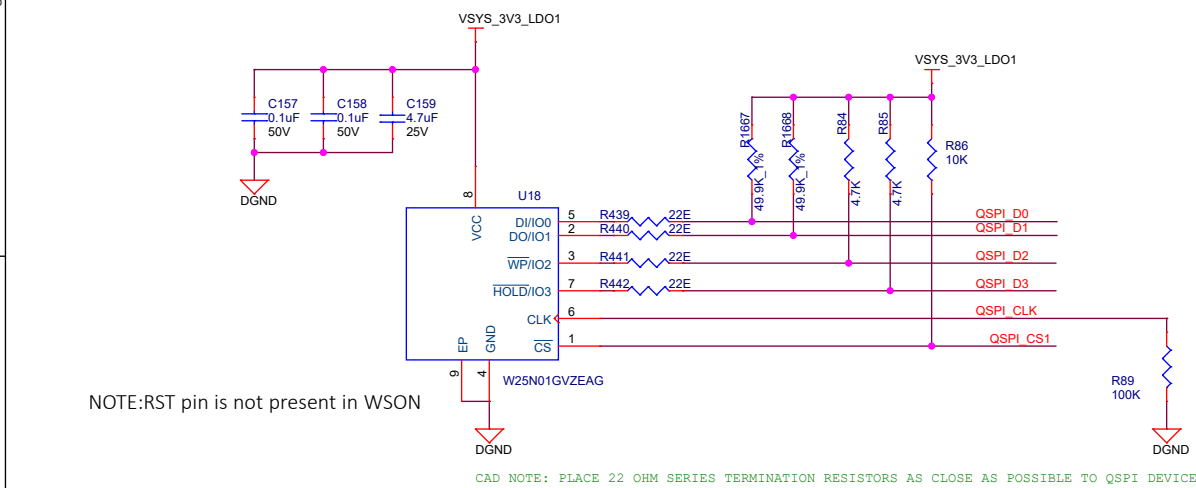 VSYS_3V3_LDO1
VSYS_3V3_LDO1
C157
0.1uF
50V
C158
0.1uF
50V
C159
4.7uF
25V
DGND
R1667
49.9K_1%
R1668
49.9K_1%
R84
4.7K
R85
4.7K
R86
10K
U18
8
VCC
DI/IO0 5 R439 22E QSPI_D0
DO/IO1 2 R440 22E QSPI_D1
WP/IO2 3 R441 22E QSPI_D2
HOLD/IO3 7 R442 22E QSPI_D3
CLK 6 QSPI_CLK
CS 1 QSPI_CS1
EP
GND
9
4
W25N01GVZEAG
R89
100K
NOTE:RST pin is not present in WSON
DGND
DGND
CAD NOTE: PLACE 22 OHM SERIES TERMINATION RESISTORS AS CLOSE AS POSSIBLE TO QSPI DEVICE